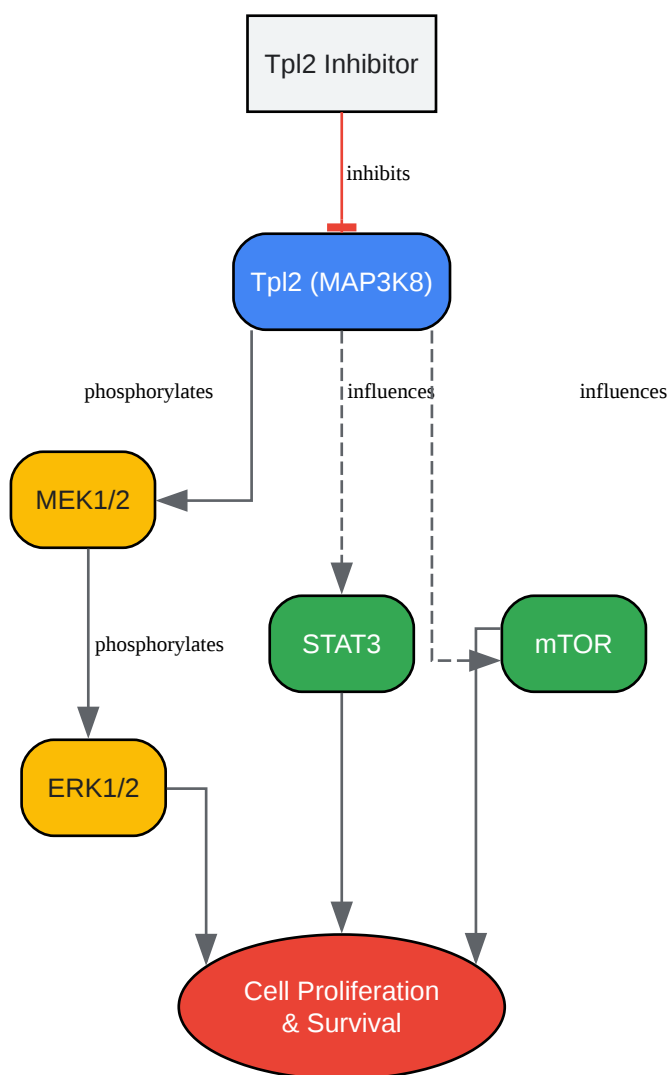 Tpl2 Inhibitor
inhibits
Tpl2 (MAP3K8)
phosphorylates
influences
influences
MEK1/2
STAT3
mTOR
phosphorylates
ERK1/2
Cell Proliferation
& Survival